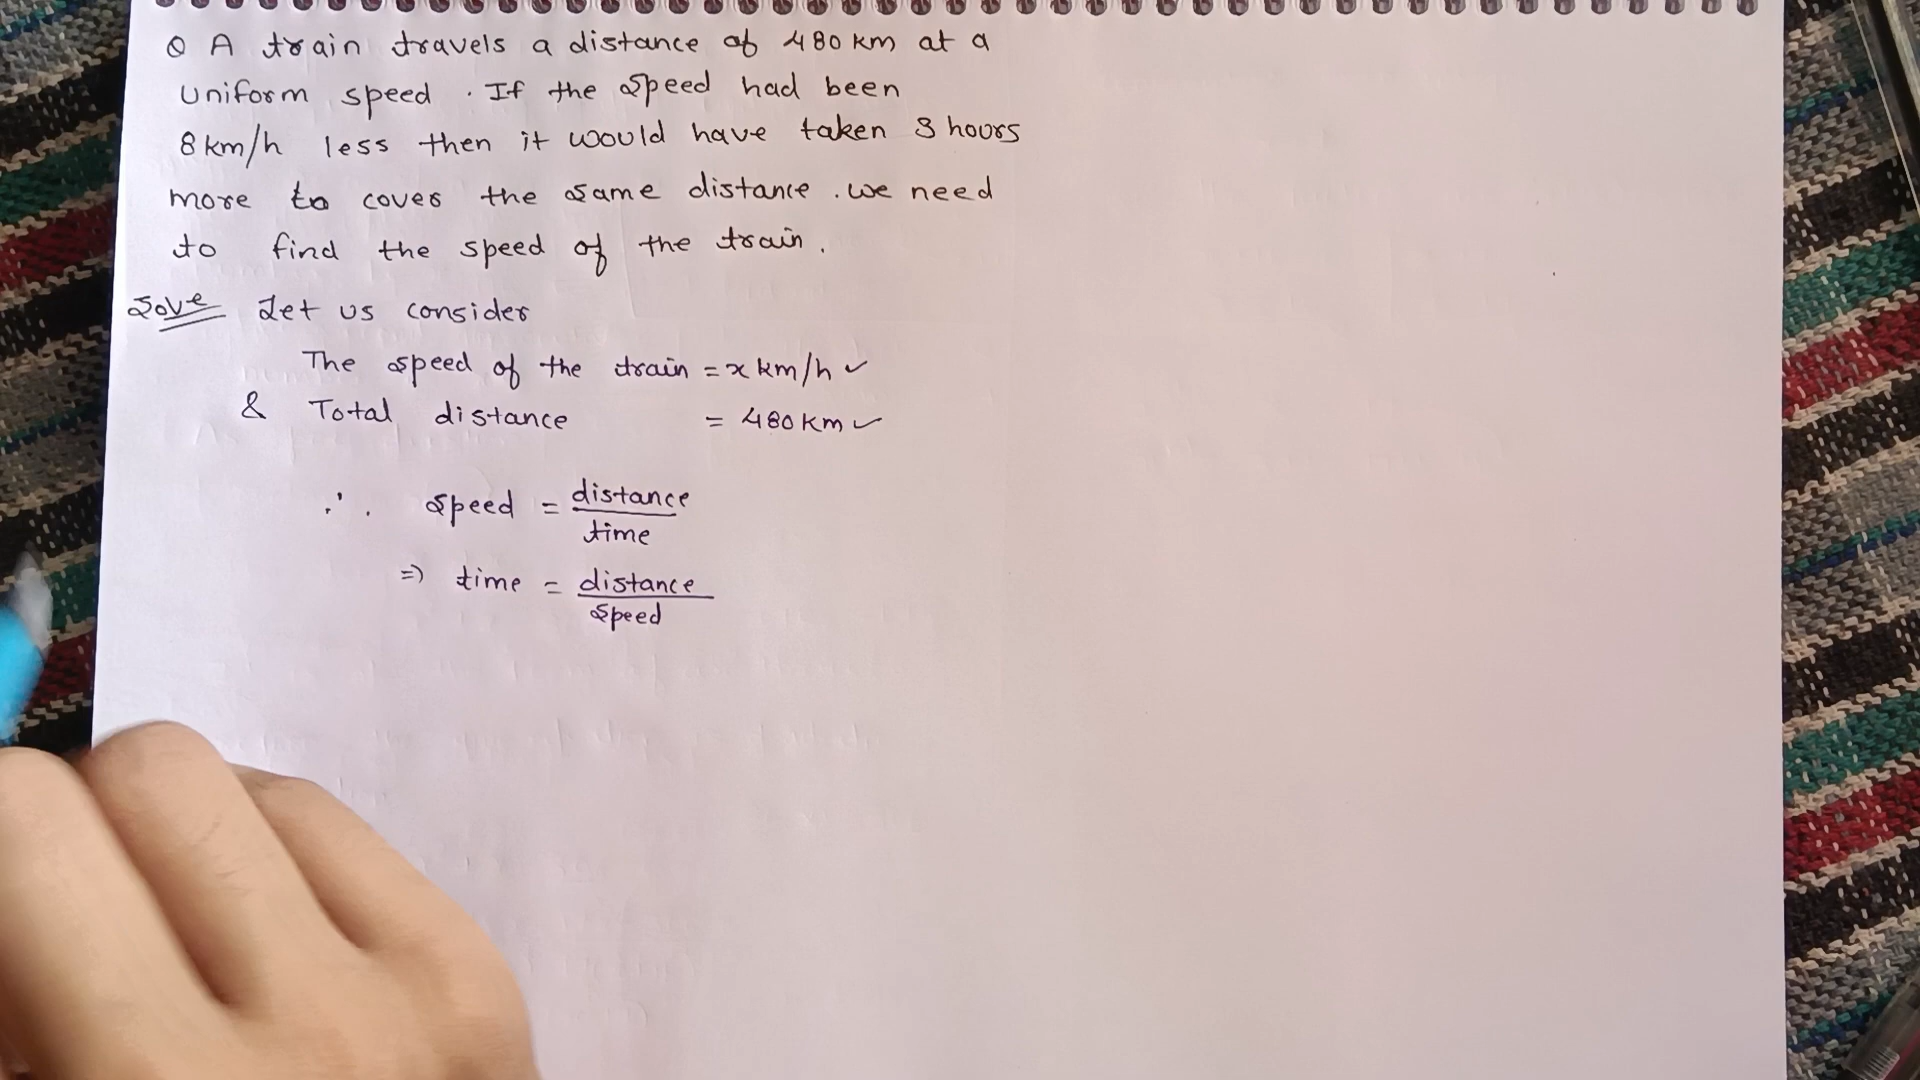 Q A train travels a distance of 480 km at a
uniform speed . If the speed had been
8 km/h less then it would have taken 3 hours
more to cover the same distance . we need
to find the speed of the train .
Solve Let us consider
The speed of the train = x km/h ✓
& Total distance = 480 km ✓
∴ speed = distance
time
⇒ time = distance
speed